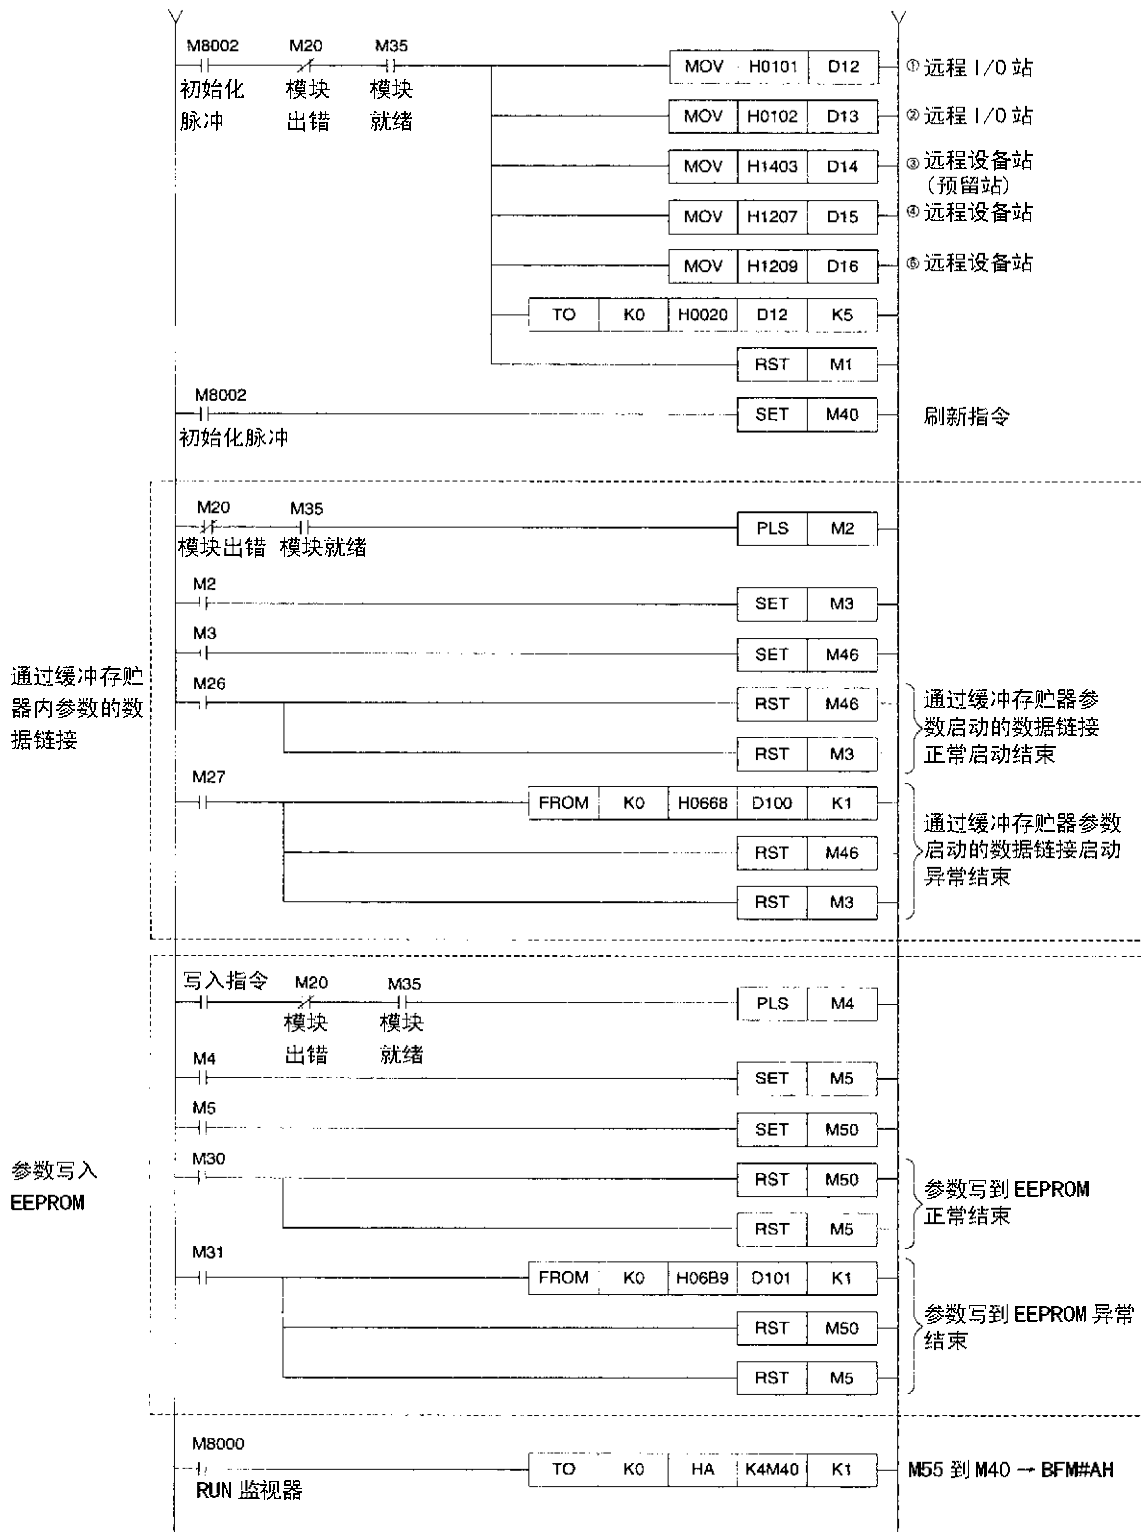 M8002 M20 M35
初始化 模块 模块
脉冲 出错 就绪
MOV H0101 D12 ①远程 I/O 站
MOV H0102 D13 ②远程 I/O 站
MOV H1403 D14 ③远程设备站
(预留站)
MOV H1207 D15 ④远程设备站
MOV H1209 D16 ⑤远程设备站
TO K0 H0020 D12 K5
RST M1
M8002
SET M40 刷新指令
初始化脉冲
M20 M35
PLS M2
模块出错 模块就绪
M2
SET M3
M3
SET M46
通过缓冲存贮
器内参数的数
据链接
M26
RST M46
RST M3
通过缓冲存贮器参
数启动的数据链接
正常启动结束
M27
FROM K0 H0668 D100 K1
RST M46
RST M3
通过缓冲存贮器参数
启动的数据链接启动
异常结束
写入指令 M20 M35
PLS M4
模块 模块
出错 就绪
M4
SET M5
M5
SET M50
参数写入
EEPROM
M30
RST M50
RST M5
参数写到 EEPROM
正常结束
M31
FROM K0 H06B9 D101 K1
RST M50
RST M5
参数写到 EEPROM 异常
结束
M8000
TO K0 HA K4M40 K1 M55 到 M40 → BFM#AH
RUN 监视器